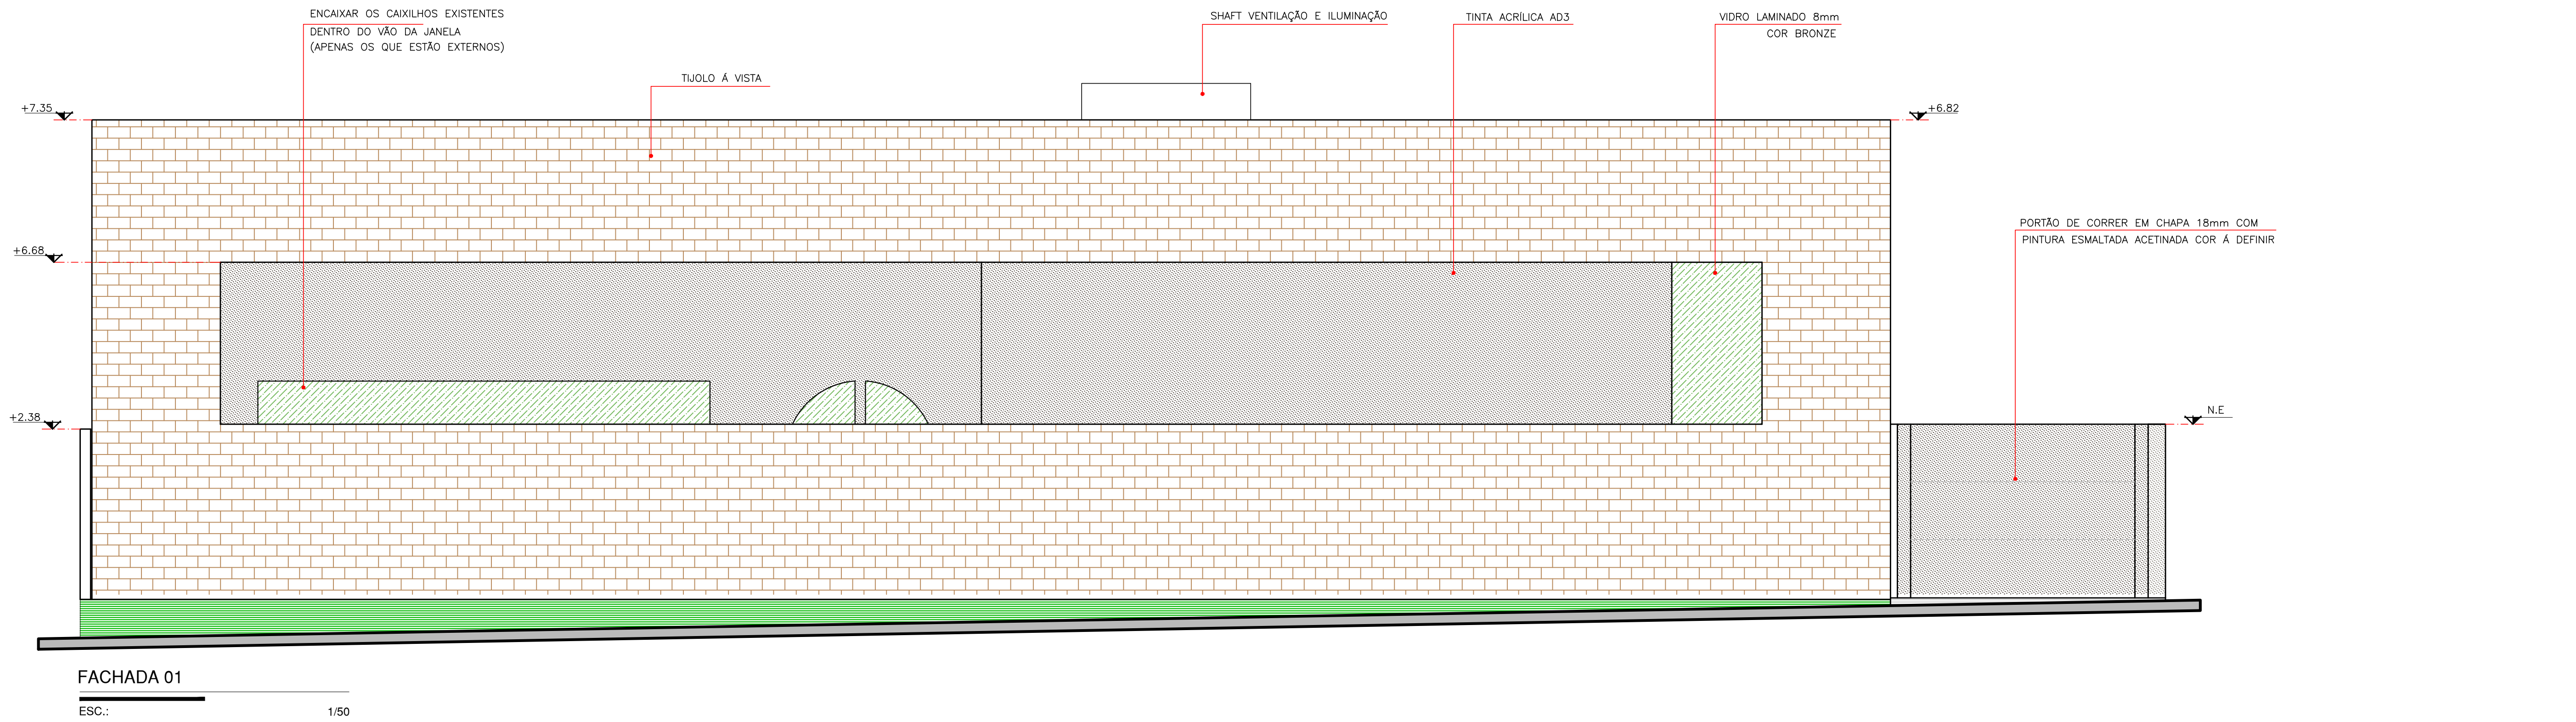 ENCAIXAR OS CAIXILHOS EXISTENTES
DENTRO DO VÃO DA JANELA
(APENAS OS QUE ESTÃO EXTERNOS)
TIJOLO Á VISTA
SHAFT VENTILAÇÃO E ILUMINAÇÃO
TINTA ACRÍLICA AD3
VIDRO LAMINADO 8mm
COR BRONZE
+7.35
+6.82
PORTÃO DE CORRER EM CHAPA 18mm COM
PINTURA ESMALTADA ACETINADA COR Á DEFINIR
+6.68
+2.38
N.E
FACHADA 01
ESC.: 1/50